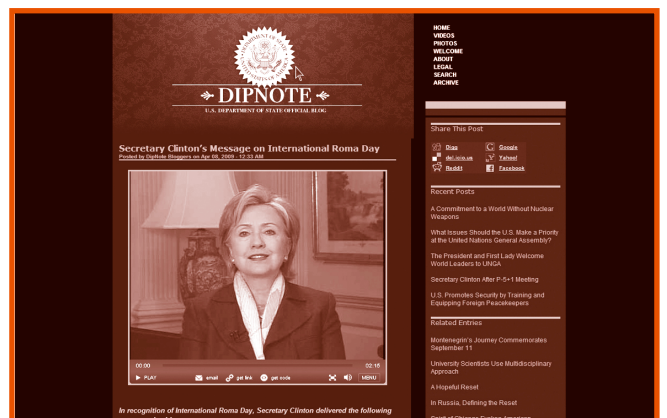 DIPNOTE
U.S. DEPARTMENT OF STATE OFFICIAL BLOG
HOME
VIDEOS
PHOTOS
WELCOME
ABOUT
LEGAL
SEARCH
ARCHIVE
Secretary Clinton's Message on International Roma Day
Posted by DipNote Bloggers on Apr 08, 2009 - 12:33 AM
00:00
02:16
PLAY
email
get link
get code
MENU
In recognition of International Roma Day, Secretary Clinton delivered the following
Share This Post
Digg
Google
del.icio.us
Yahoo!
Reddit
Facebook
Recent Posts
A Commitment to a World Without Nuclear
Weapons
What Issues Should the U.S. Make a Priority
at the United Nations General Assembly?
The President and First Lady Welcome
World Leaders to UNGA
Secretary Clinton After P-5+1 Meeting
U.S. Promotes Security by Training and
Equipping Foreign Peacekeepers
Related Entries
Montenegrin's Journey Commemorates
September 11
University Scientists Use Multidisciplinary
Approach
A Hopeful Reset
In Russia, Defining the Reset